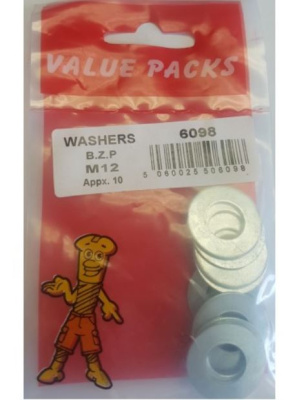 VALUE PACKS
WASHERS 6098
B.Z.P
M12
Appx. 10
5 060025 506098